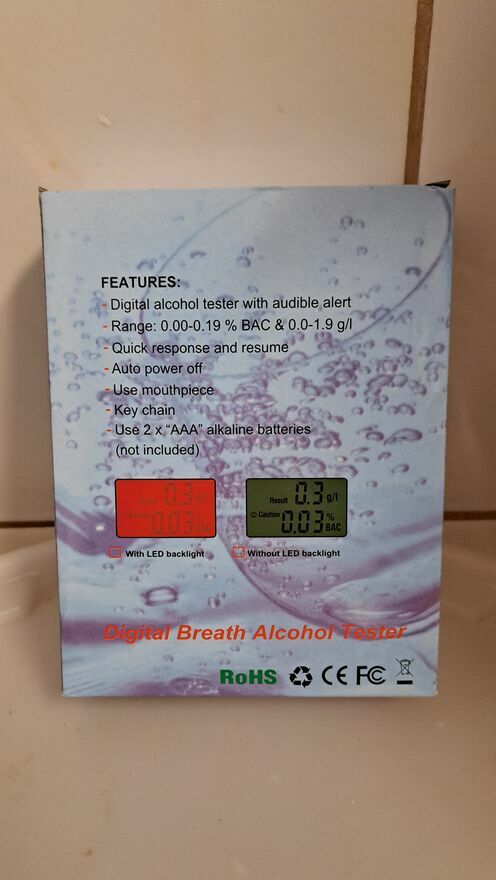 FEATURES:
- Digital alcohol tester with audible alert
- Range: 0.00-0.19 % BAC & 0.0-1.9 g/l
- Quick response and resume
- Auto power off
- Use mouthpiece
- Key chain
- Use 2 x “AAA” alkaline batteries
(not included)
Result 0.3 g/l
Caution 0.03 % BAC
Result 0.3 g/l
Caution 0.03 % BAC
With LED backlight
Without LED backlight
Digital Breath Alcohol Tester
RoHS CE FC